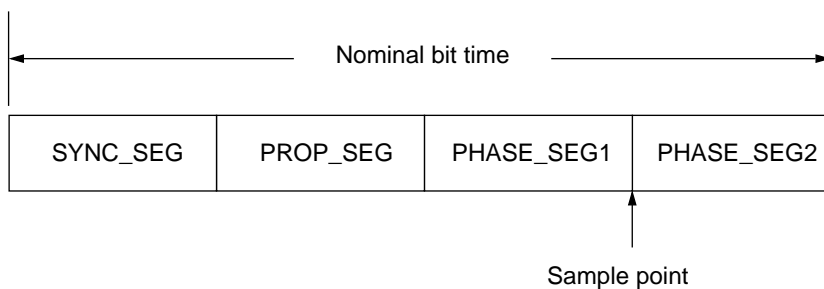 Nominal bit time
SYNC_SEG PROP_SEG PHASE_SEG1 PHASE_SEG2
Sample point